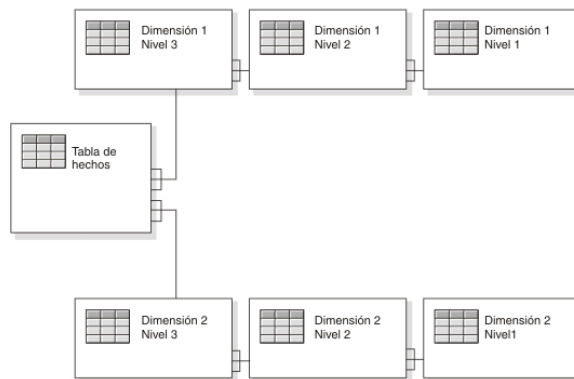 Dimensión 1
Nivel 3
Dimensión 1
Nivel 2
Dimensión 1
Nivel 1
Tabla de
hechos
Dimensión 2
Nivel 3
Dimensión 2
Nivel 2
Dimensión 2
Nivel1